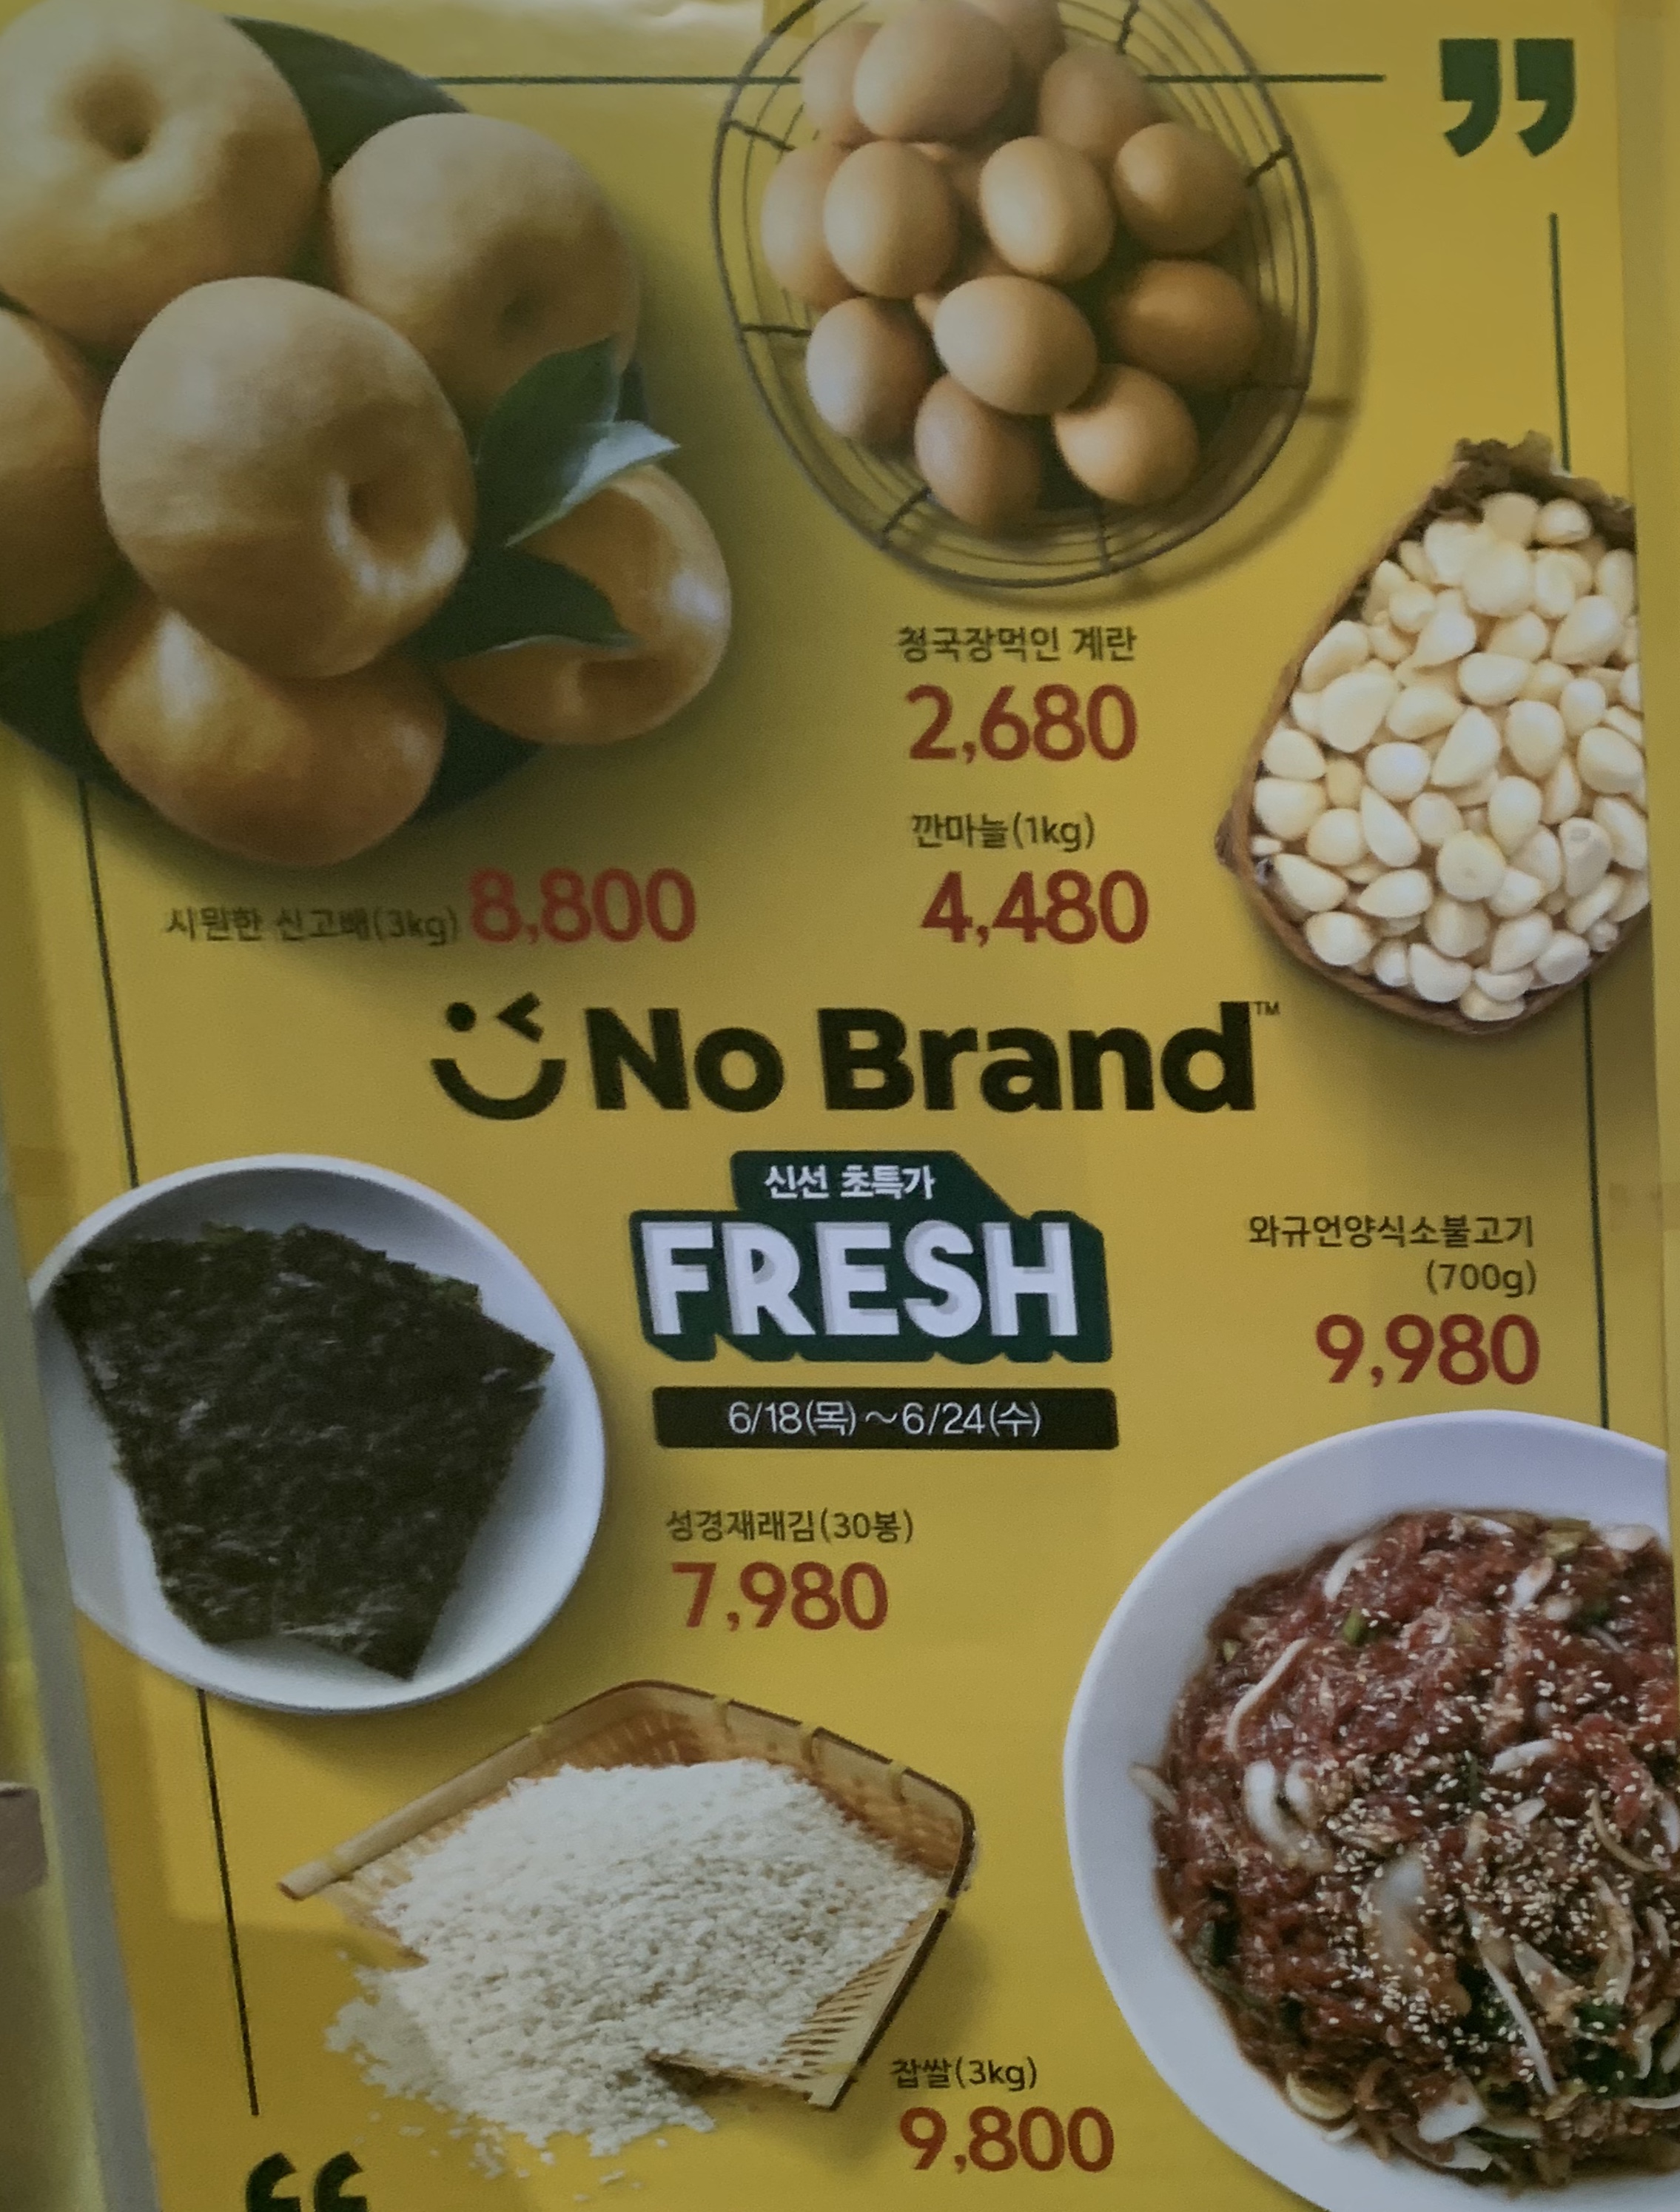 청국장먹인 계란
2,680
깐마늘(1kg)
4,480
시원한 신고배(3kg) 8,800
No Brand™
신선 초특가
FRESH
6/18(목)~6/24(수)
와규언양식소불고기
(700g)
9,980
성경재래김(30봉)
7,980
찹쌀(3kg)
9,800